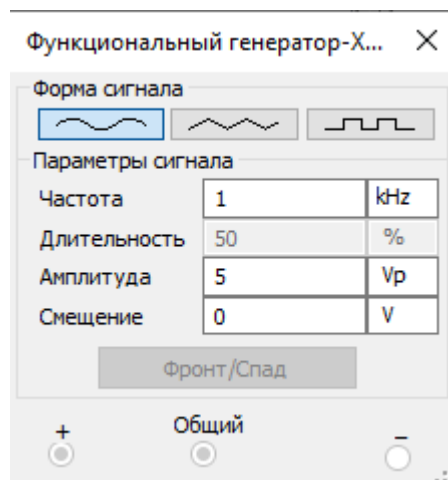 Функциональный генератор-X...
Форма сигнала
Параметры сигнала
Частота 1 kHz
Длительность 50 %
Амплитуда 5 Vp
Смещение 0 V
Фронт/Спад
+ Общий –